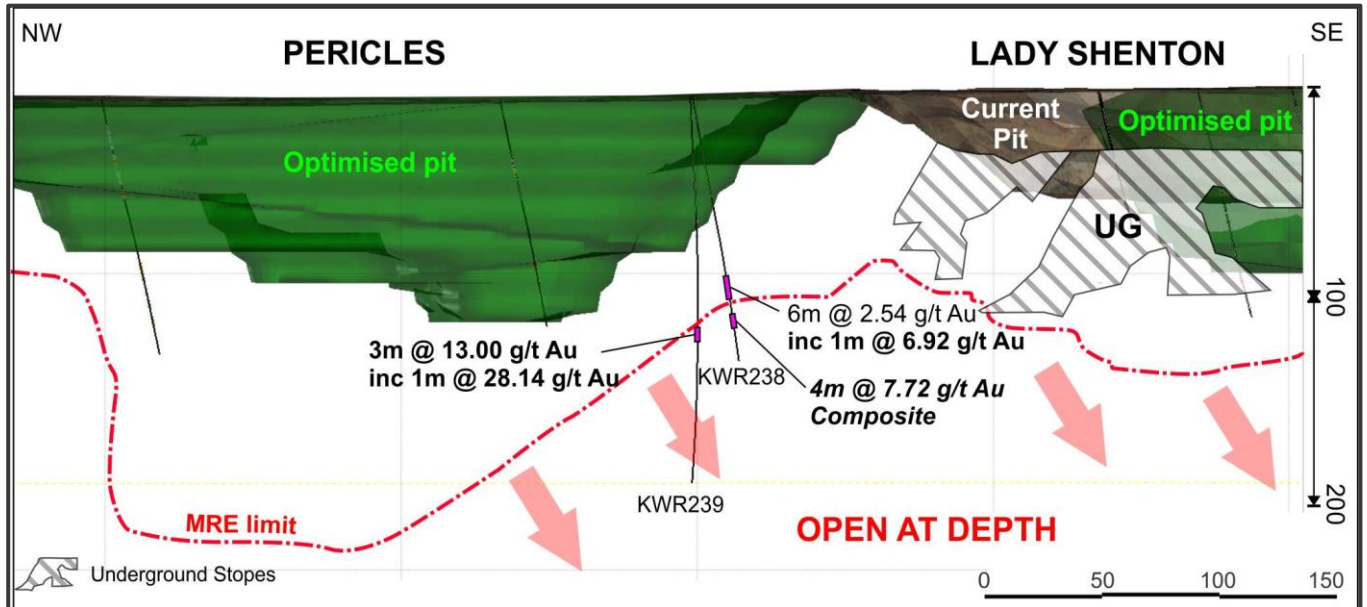 NW
SE
PERICLES
LADY SHENTON
Current
Pit
Optimised pit
Optimised pit
UG
100
6m @ 2.54 g/t Au
inc 1m @ 6.92 g/t Au
3m @ 13.00 g/t Au
inc 1m @ 28.14 g/t Au
KWR238
4m @ 7.72 g/t Au
Composite
KWR239
200
MRE limit
OPEN AT DEPTH
Underground Stopes
0 50 100 150